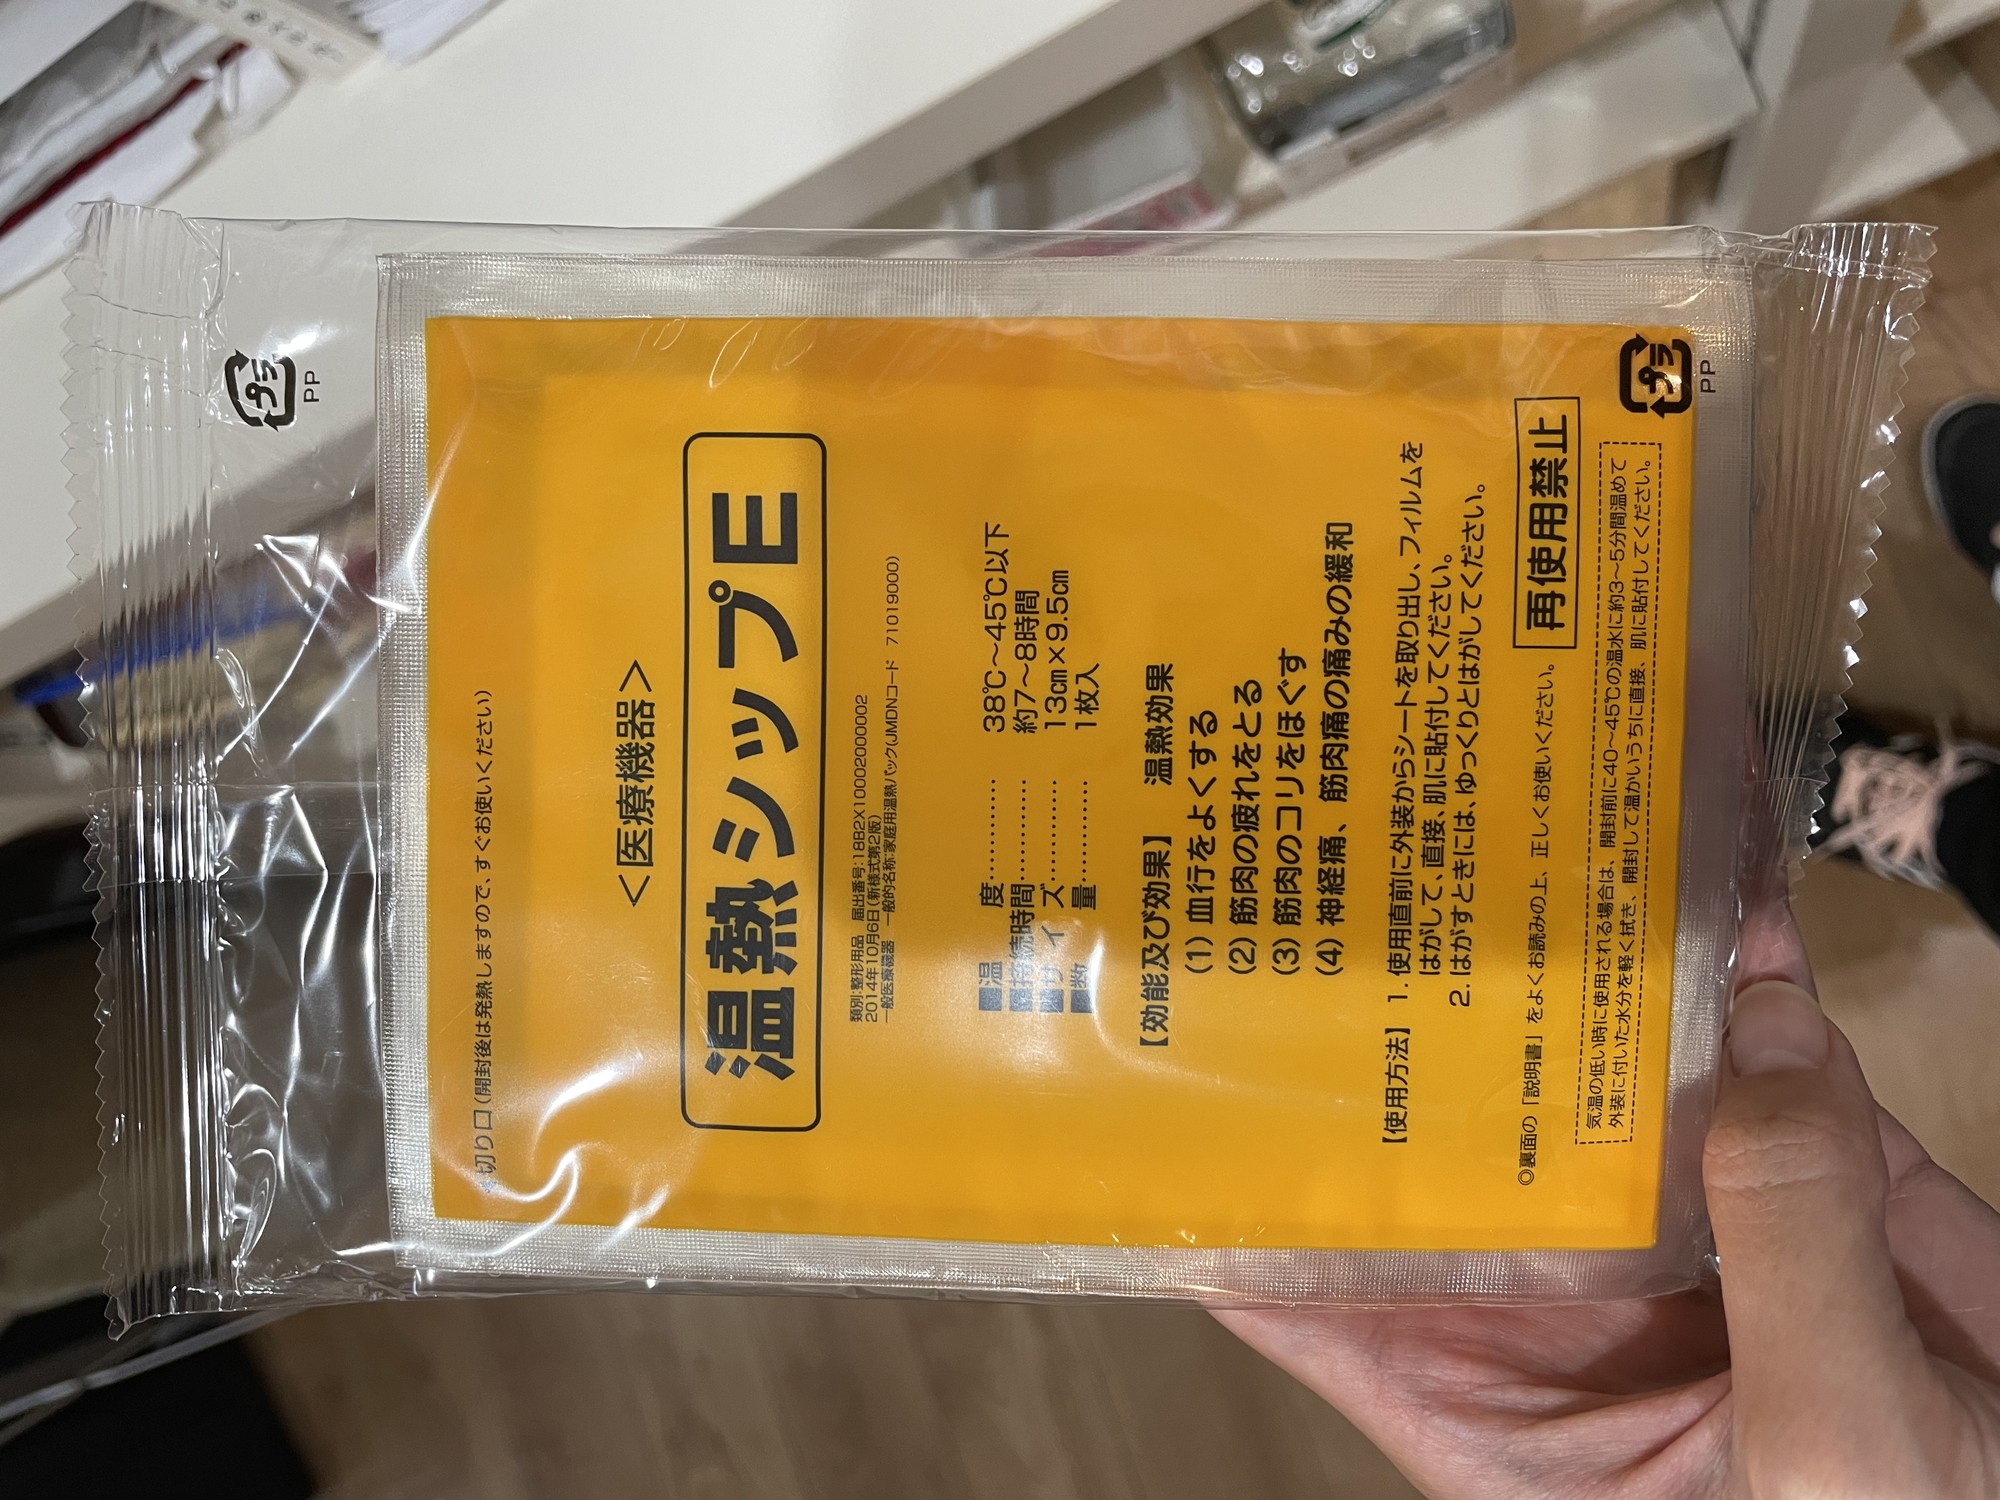 切り口（開封後は発熱しますので、すぐお使いください）
＜医療機器＞
温熱シップE
類別：整形用品　届出番号：18B2X10002000002
2014年10月6日（新様式第2版）
一般医療機器　一般的名称：家庭用温熱パック（JMDNコード　71019000）
■温度…………38℃～45℃以下
■持続時間…………約7～8時間
■サイズ…………13cm×9.5cm
■数量…………1枚入
【効能及び効果】　温熱効果
(1) 血行をよくする
(2) 筋肉の疲れをとる
(3) 筋肉のコリをほぐす
(4) 神経痛、筋肉痛の痛みの緩和
【使用方法】 1. 使用直前に外装からシートを取り出し、フィルムを
はがして、直接、肌に貼付してください。
2. はがすときには、ゆっくりとはがしてください。
◎裏面の「説明書」をよくお読みの上、正しくお使いください。
再使用禁止
気温の低い時に使用される場合は、開封前に40～45℃の温水に約3～5分間温めて
外装に付いた水分を軽く拭き、開封して温かいうちに直接、肌に貼付してください。
プラ
PP
プラ
PP